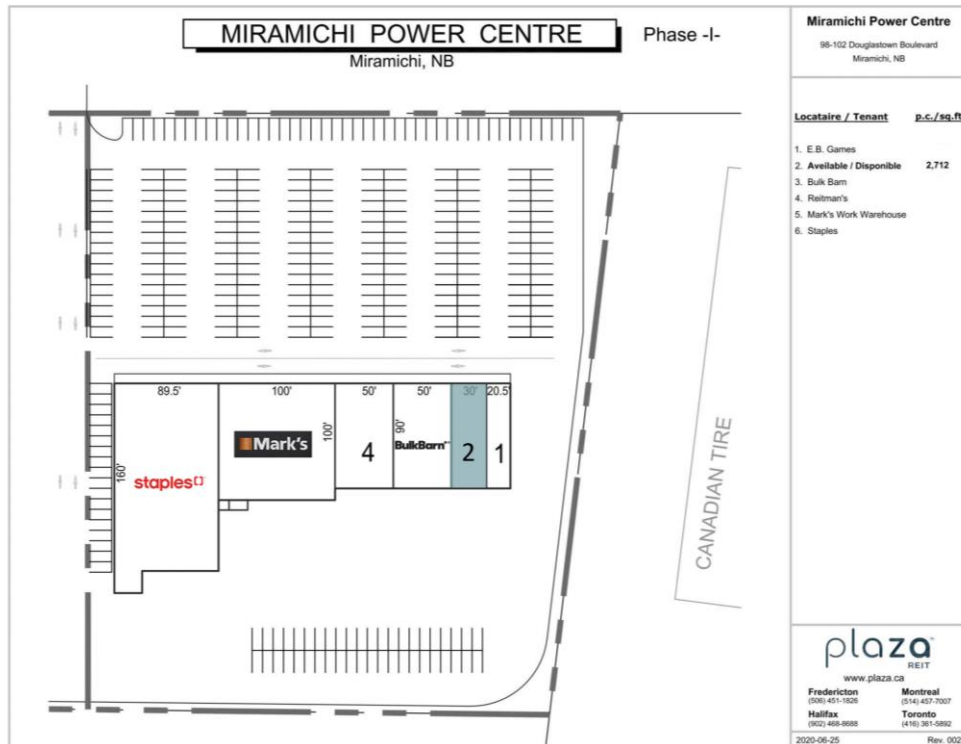 MIRAMICHI POWER CENTRE
Phase -I-
Miramichi, NB
89.5'
100'
50'
50'
30'
20.5'
160'
staples
Mark's
100'
4
90'
BulkBarn
2
1
CANADIAN TIRE
Miramichi Power Centre
98-102 Douglastown Boulevard
Miramichi, NB
Locataire / Tenant p.c./sq.ft
1. E.B. Games
2. Available / Disponible 2,712
3. Bulk Barn
4. Reitman's
5. Mark's Work Warehouse
6. Staples
plaza
REIT
www.plaza.ca
Fredericton Montreal
(506) 451-1826 (514) 457-7007
Halifax Toronto
(902) 468-8688 (416) 361-5892
2020-06-25 Rev. 002